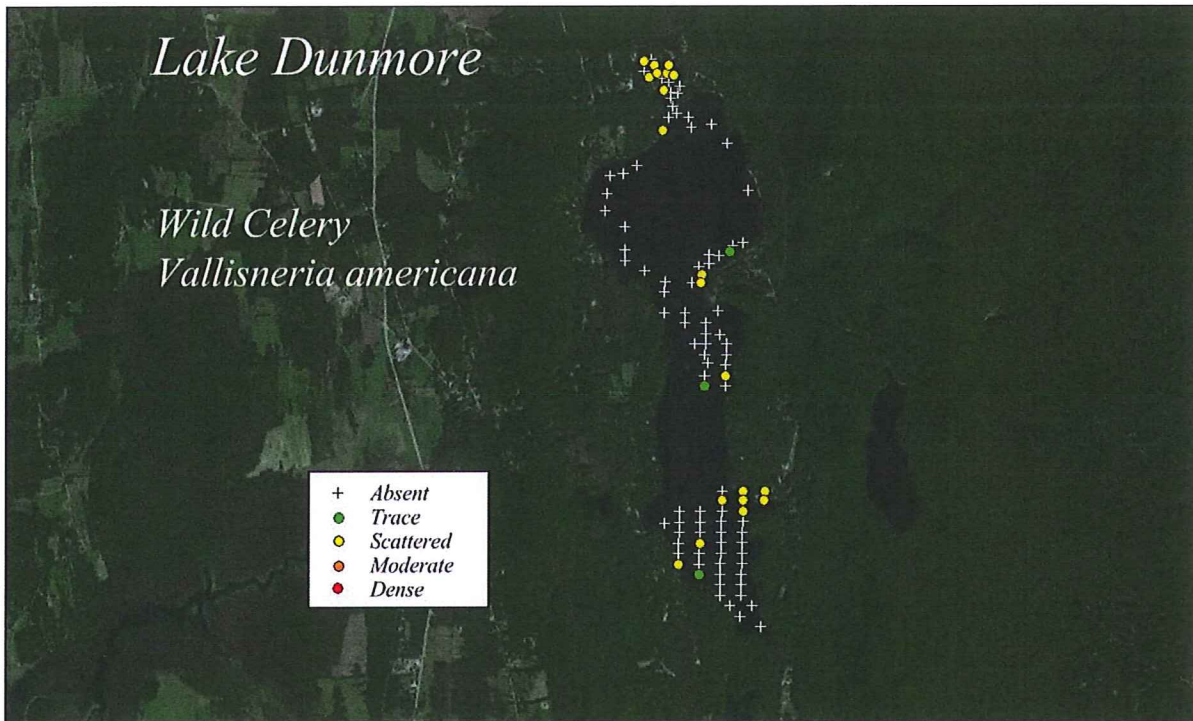 Lake Dunmore
Wild Celery
Vallisneria americana
Absent
Trace
Scattered
Moderate
Dense